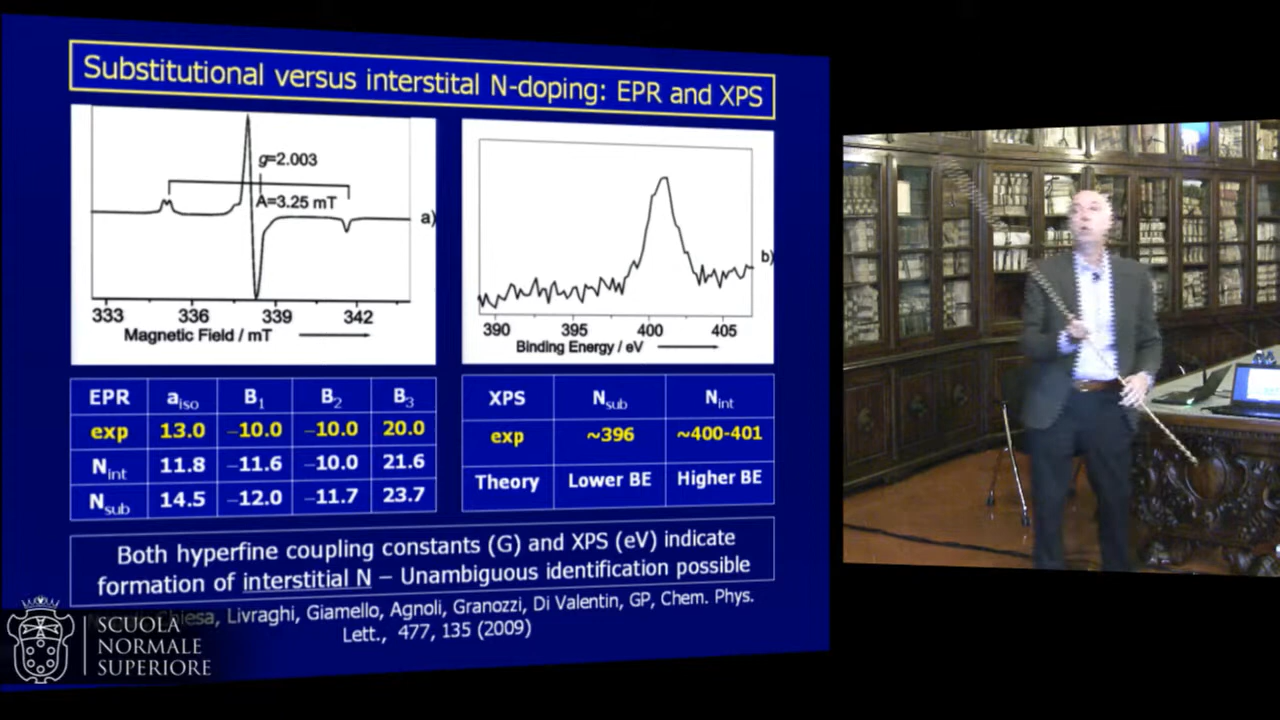 Substitutional versus interstital N-doping: EPR and XPS
g=2.003
A=3.25 mT
a)
333 336 339 342
Magnetic Field / mT
b)
390 395 400 405
Binding Energy / eV
EPR aiso B1 B2 B3
exp 13.0 –10.0 –10.0 20.0
Nint 11.8 –11.6 –10.0 21.6
Nsub 14.5 –12.0 –11.7 23.7
XPS Nsub Nint
exp ~396 ~400-401
Theory Lower BE Higher BE
Both hyperfine coupling constants (G) and XPS (eV) indicate
formation of interstitial N – Unambiguous identification possible
Livraghi, Giamello, Agnoli, Granozzi, Di Valentin, GP, Chem. Phys.
Lett., 477, 135 (2009)
SCUOLA
NORMALE
SUPERIORE